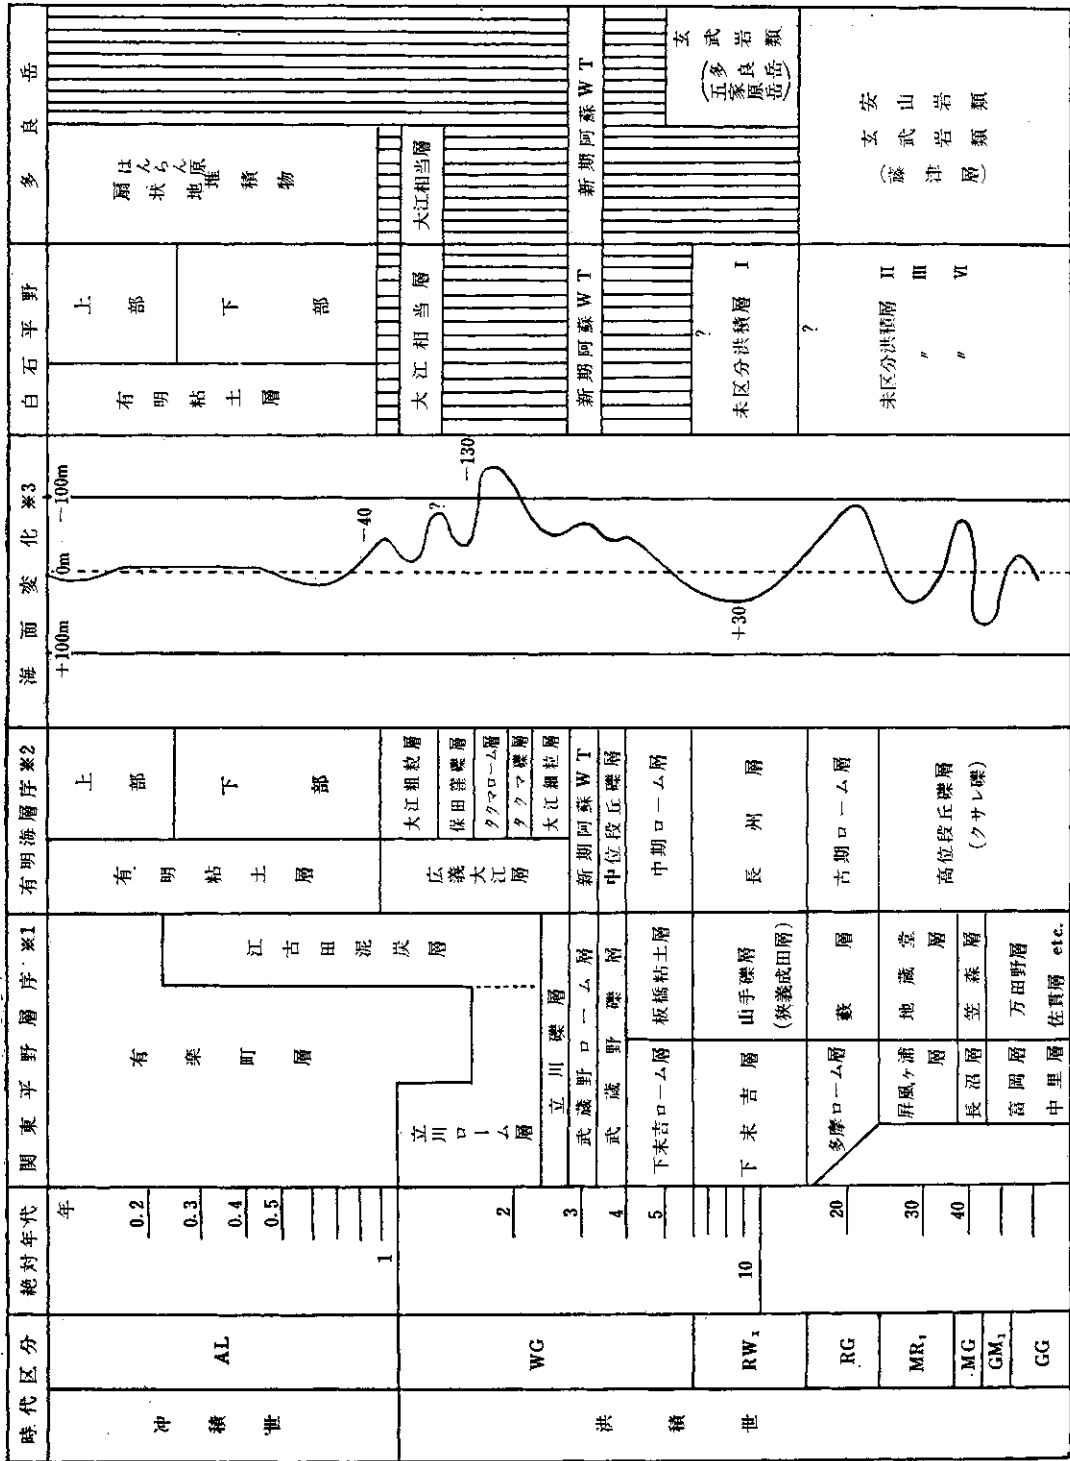 時代区分
絶対年代
関東平野層序※1
有明海層序※2
海面変化※3
白石平野
多良岳
冲積世
洪積世
AL
WG
RW₁
RG
MR₁
MG
GM₁
GG
年
0.2
0.3
0.4
0.5
1
2
3
4
5
10
20
30
40
有楽町層
江古田泥炭層
立川ローム層
立川礫層
武蔵野ローム層
武蔵野礫層
下末吉ローム層
板橋粘土層
下末吉層
山手礫層
(狭義成田層)
多摩ローム層
藪層
屏風ヶ浦層
地蔵堂層
長沼層
笠森層
富岡層
万田野層
中里層
佐貫層 etc.
有明粘土層
上部
下部
広義大江層
大江粗粒層
保田窪礫層
タクマローム層
タクマ礫層
大江細粒層
新期阿蘇WT
中位段丘礫層
中期ローム層
長州層
古期ローム層
高位段丘礫層
(クサレ礫)
+100m
0m
-100m
-40
?
-130
+30
有明粘土層
上部
下部
大江相当層
新期阿蘇WT
?
未区分洪積層 I
?
未区分洪積層 II
〃 III
〃 VI
扇状地堆積物
はんらん原
大江相当層
新期阿蘇WT
玄武岩類
(多良岳
五家原岳)
安山岩類
玄武岩類
(藤津層)